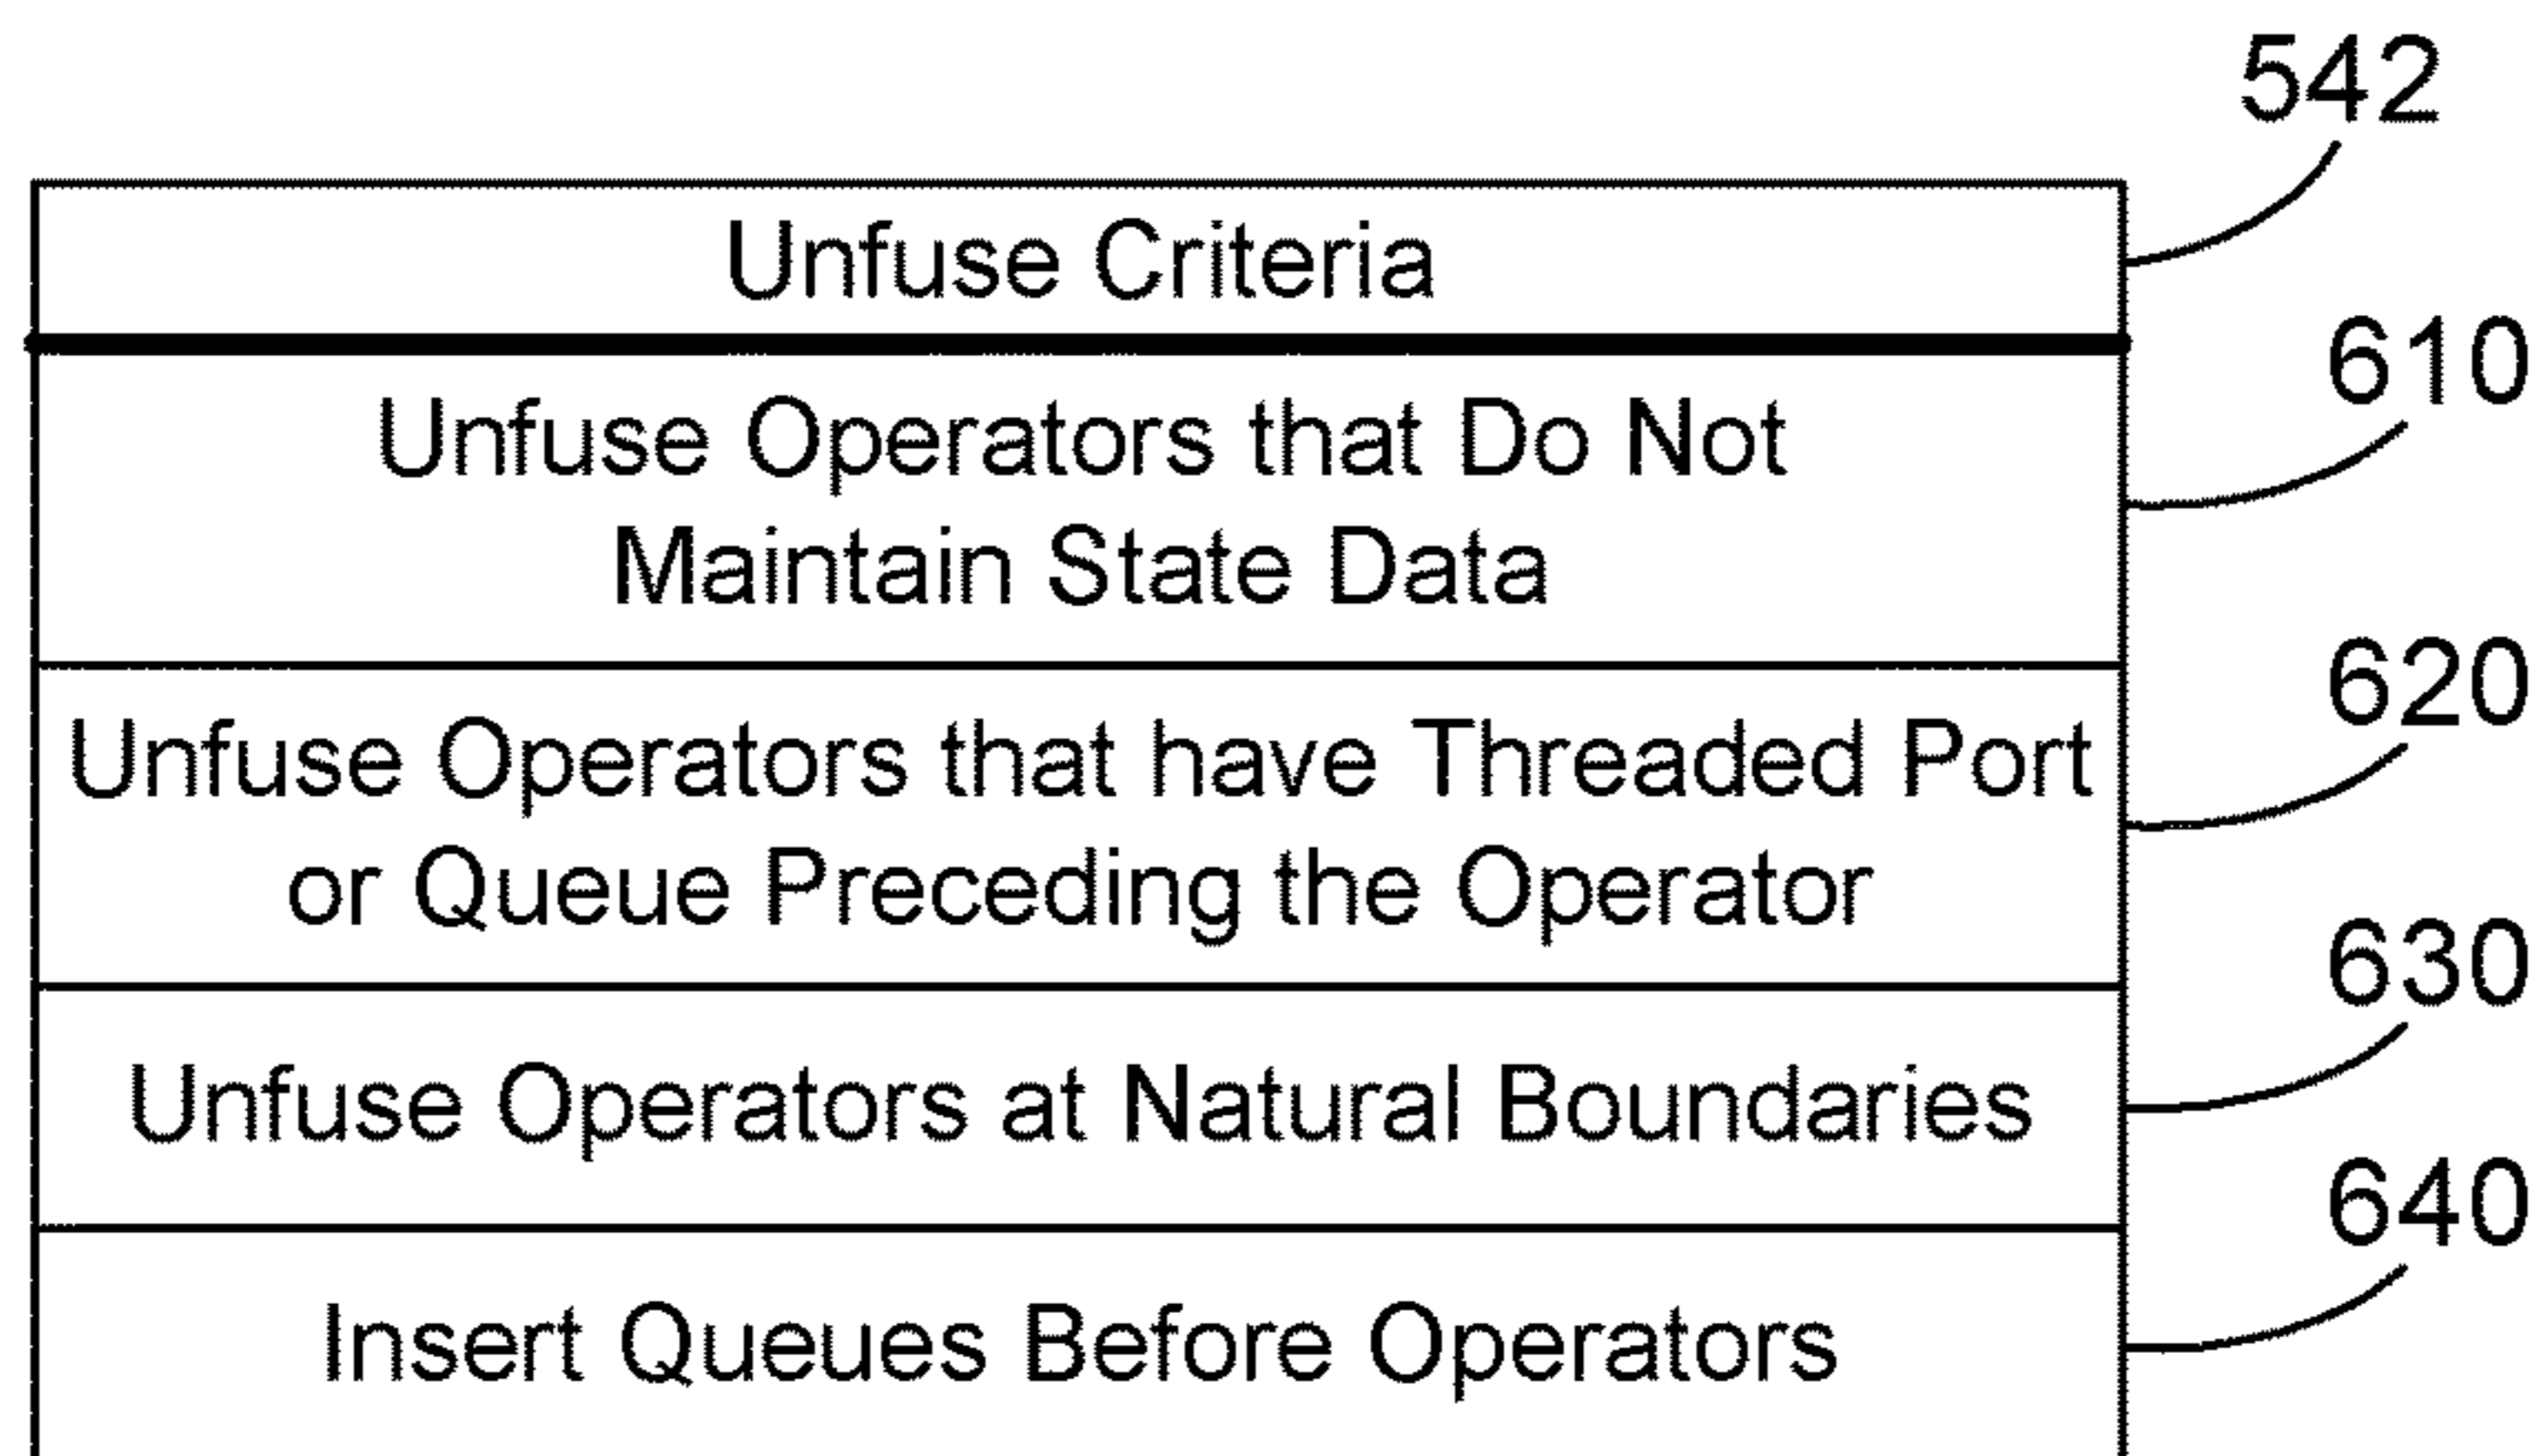 542
Unfuse Criteria
610
Unfuse Operators that Do Not
Maintain State Data
620
Unfuse Operators that have Threaded Port
or Queue Preceding the Operator
630
Unfuse Operators at Natural Boundaries
640
Insert Queues Before Operators